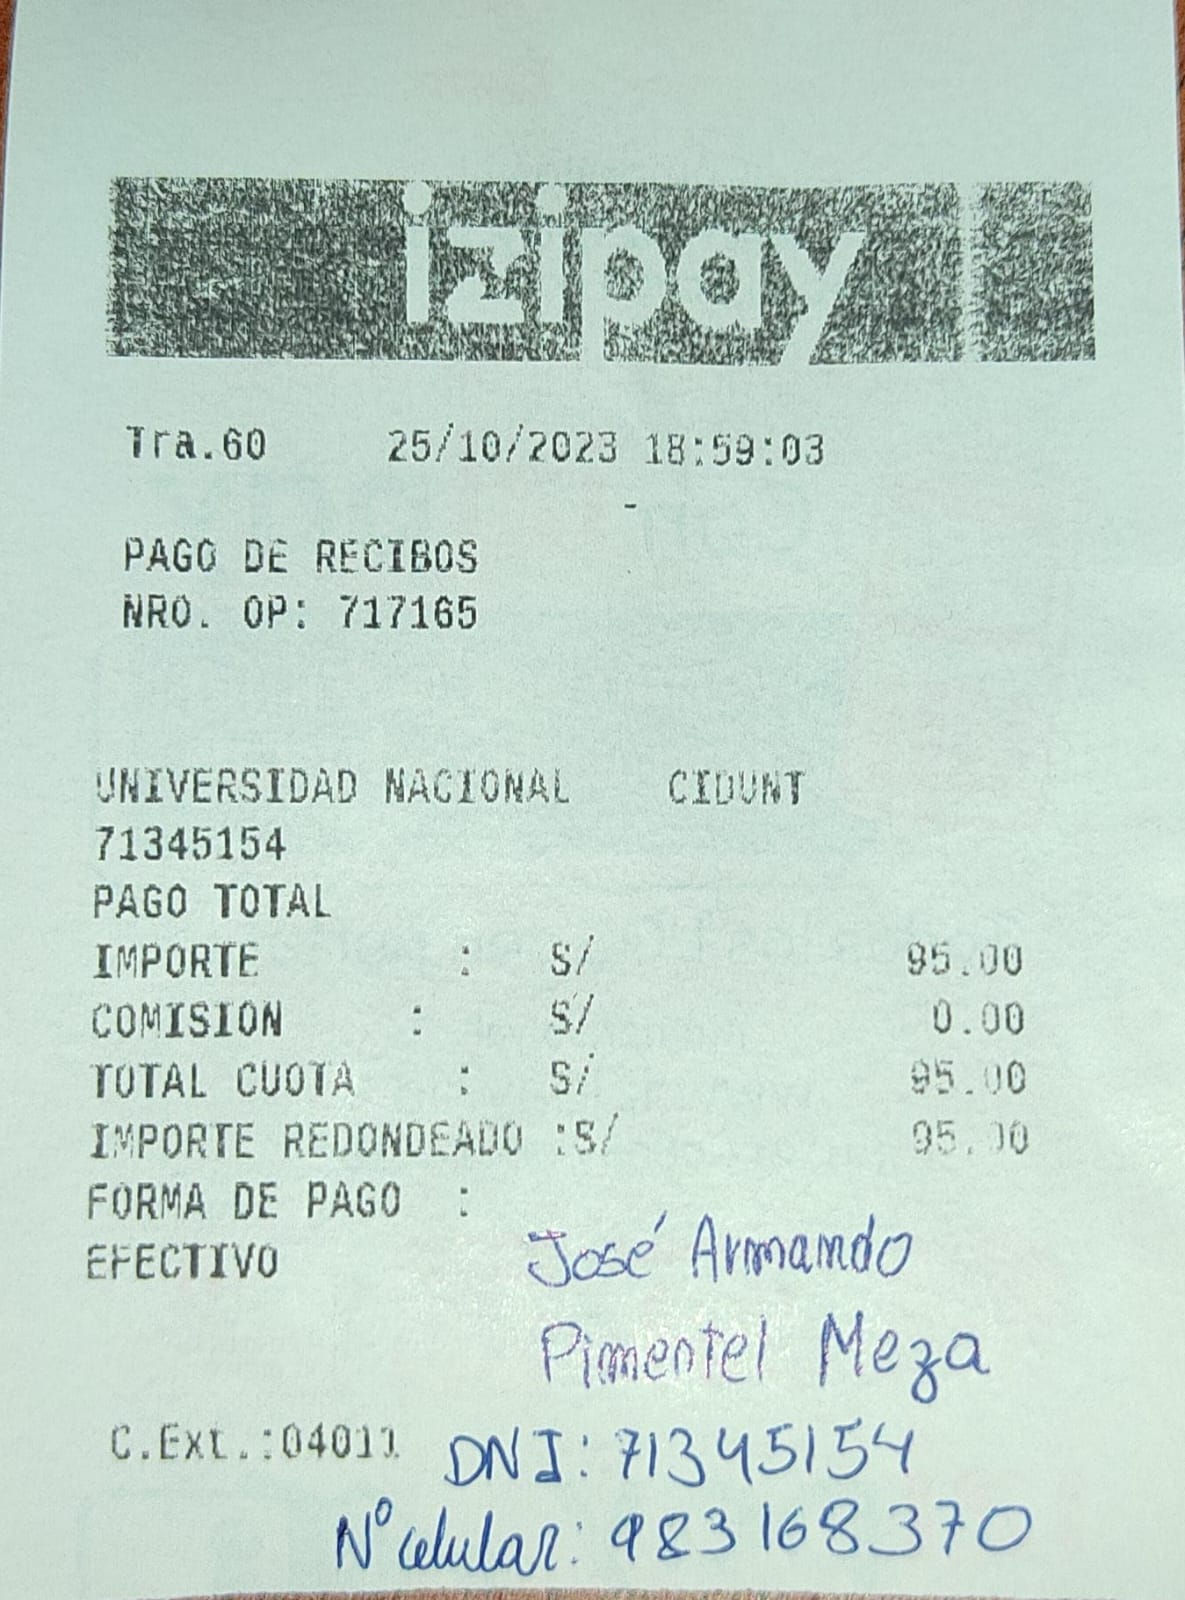 izipay
Tra.60 25/10/2023 18:59:03
-
PAGO DE RECIBOS
NRO. OP: 717165
UNIVERSIDAD NACIONAL CIDUNT
71345154
PAGO TOTAL
IMPORTE : S/ 95.00
COMISION : S/ 0.00
TOTAL CUOTA : S/ 95.00
IMPORTE REDONDEADO :S/ 95.00
FORMA DE PAGO :
EFECTIVO
José Armando
Pimentel Meza
C.Ext.:04011 DNI: 71345154
N° celular: 983168370